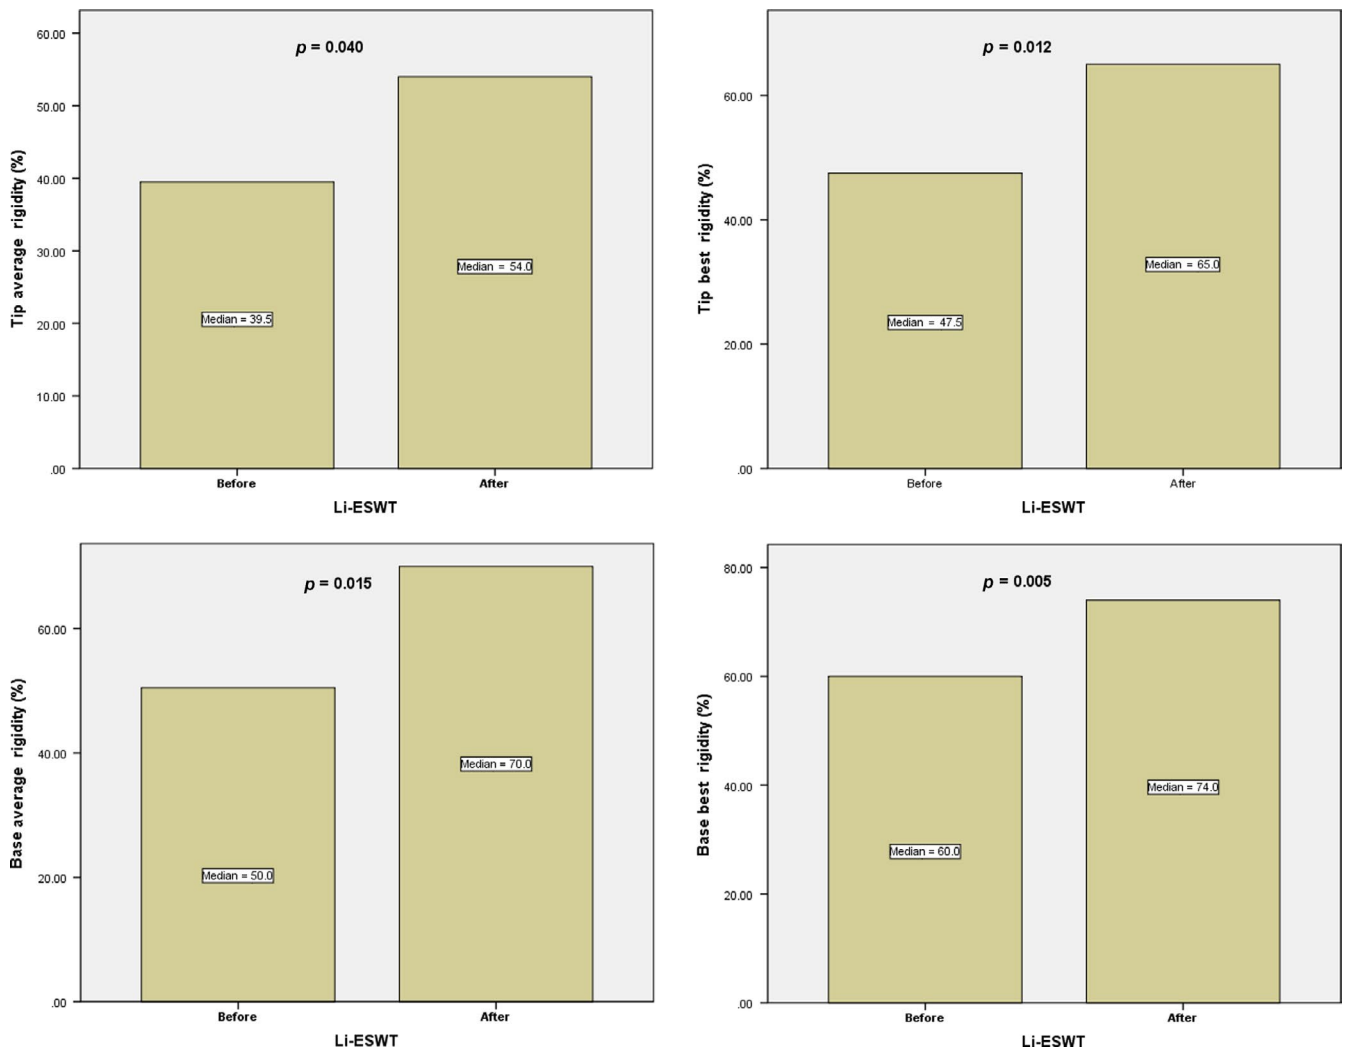 Tip average rigidity (%)
60.00
50.00
40.00
30.00
20.00
10.00
.00
p = 0.040
Median = 39.5
Median = 54.0
Before
After
Li-ESWT
Tip best rigidity (%)
60.00
40.00
20.00
.00
p = 0.012
Median = 47.5
Median = 65.0
Before
After
Li-ESWT
Base average rigidity (%)
60.00
40.00
20.00
.00
p = 0.015
Median = 50.0
Median = 70.0
Before
After
Li-ESWT
Base best rigidity (%)
80.00
60.00
40.00
20.00
.00
p = 0.005
Median = 60.0
Median = 74.0
Before
After
Li-ESWT